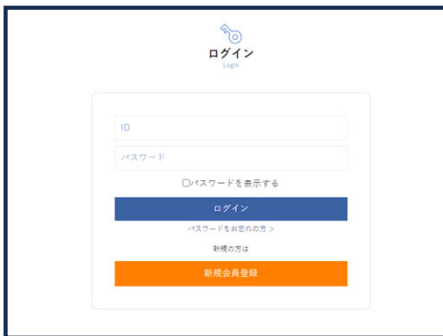 ログイン
Login
ID
パスワード
パスワードを表示する
ログイン
パスワードをお忘れの方 >
新規の方は
新規会員登録